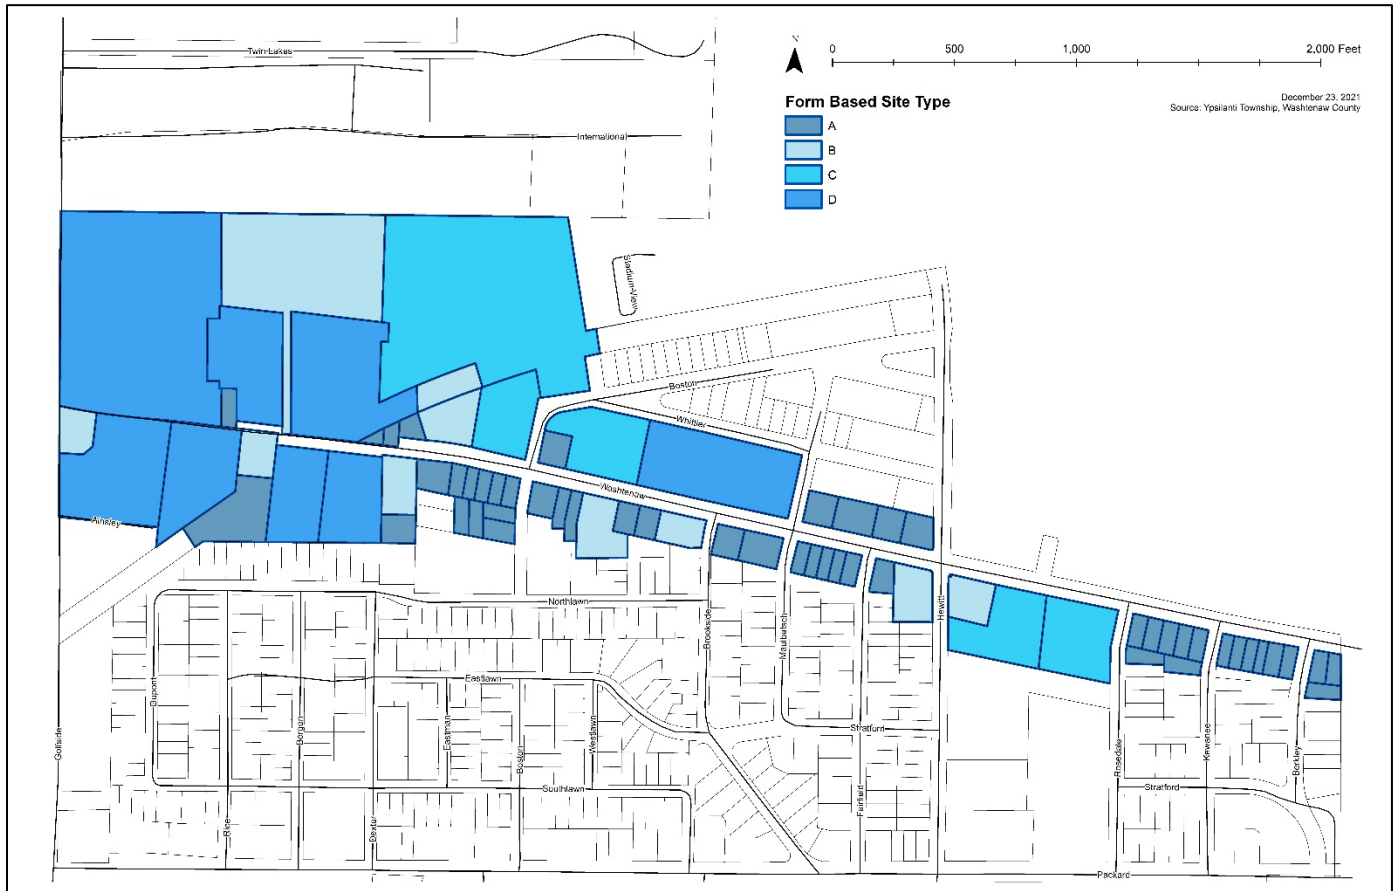 Twin Lakes
N
0 500 1,000 2,000 Feet
Form Based Site Type
December 23, 2021
Source: Ypsilanti Township, Washtenaw County
A
B
C
D
International
Stadium-View
Boston
Whittier
Washtenaw
Ainsley
Northlawn
Brookside
Maulbetsch
Hewitt
Eastlawn
Dupont
Borgen
Eastman
Boston
Westlawn
Stratford
Golfside
Rosedale
Kewanee
Berkley
Southlawn
Stratford
Fairfield
Rice
Dexter
Packard